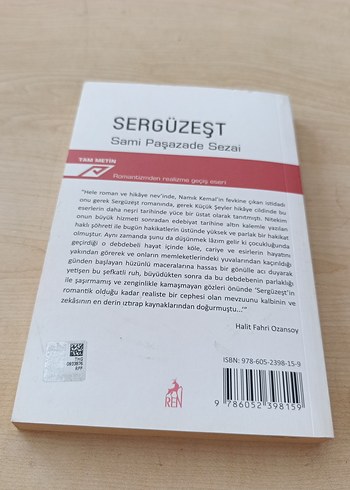 SERGÜZEŞT
Sami Paşazade Sezai
TAM METİN
Romantizmden realizme geçiş eseri
"Hele roman ve hikâye nev'inde, Namık Kemal'in fevkine çıkan istidadı
onu gerek Sergüzeşt romanında, gerek Küçük Şeyler hikâye cildinde bu
eserlerin daha neşri tarihinde yüce bir üstat olarak tanıtmıştı. Nitekim
onun büyük himmeti sonradan edebiyat tarihine altın kalemle yazılan
haklı şöhreti ile bugün hakikatlerin üstünde yüksek ve parlak bir hakikat
olmuştur. Aynı zamanda şunu da düşünmek lâzım gelir ki çocukluğunda
geçirdiği o debdebeli hayat içinde köle, cariye ve esirlerin hayatını
yakından görerek ve onların memleketlerindeki yuvalarından kaçırıldığı
günden başlayan hüzünlü maceralarına hassas bir gönülle acı duyarak
yetişen bu şefkatli ruh, büyüdükten sonra da bu debdebenin parlaklığı
ile şaşırmamış ve zenginlikle kamaşmayan gözleri önünde 'Sergüzeşt'in
romantik olduğu kadar realiste bir cephesi olan mevzuunu kalbinin ve
zekâsının en derin ıztırap kaynaklarından doğurmuştu..."
Halit Fahri Ozansoy
ISBN: 978-605-2398-15-9
9 786052 398159
REN